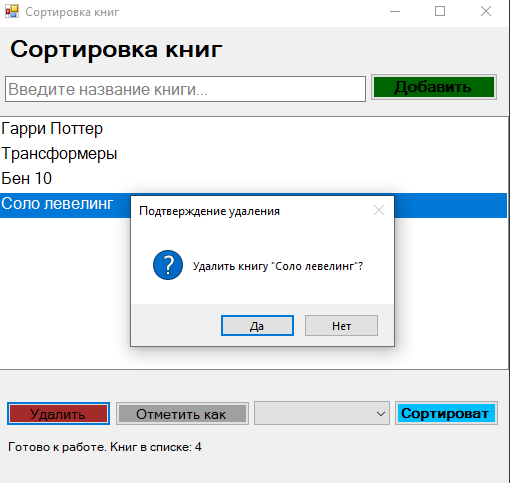 Сортировка книг
Сортировка книг
Введите название книги...
Добавить
Гарри Поттер
Трансформеры
Бен 10
Соло левелинг
Подтверждение удаления
?
Удалить книгу "Соло левелинг"?
Да
Нет
Удалить
Отметить как
Сортироват
Готово к работе. Книг в списке: 4